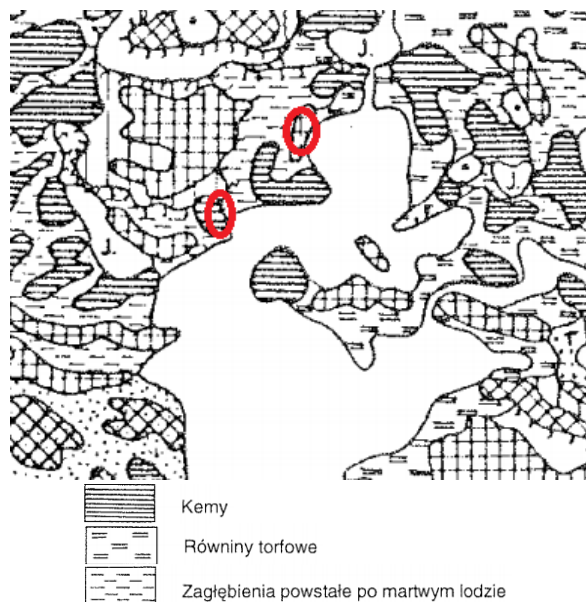 J.
J.
J
Kemy
Równiny torfowe
Zagłębienia powstałe po martwym lodzie